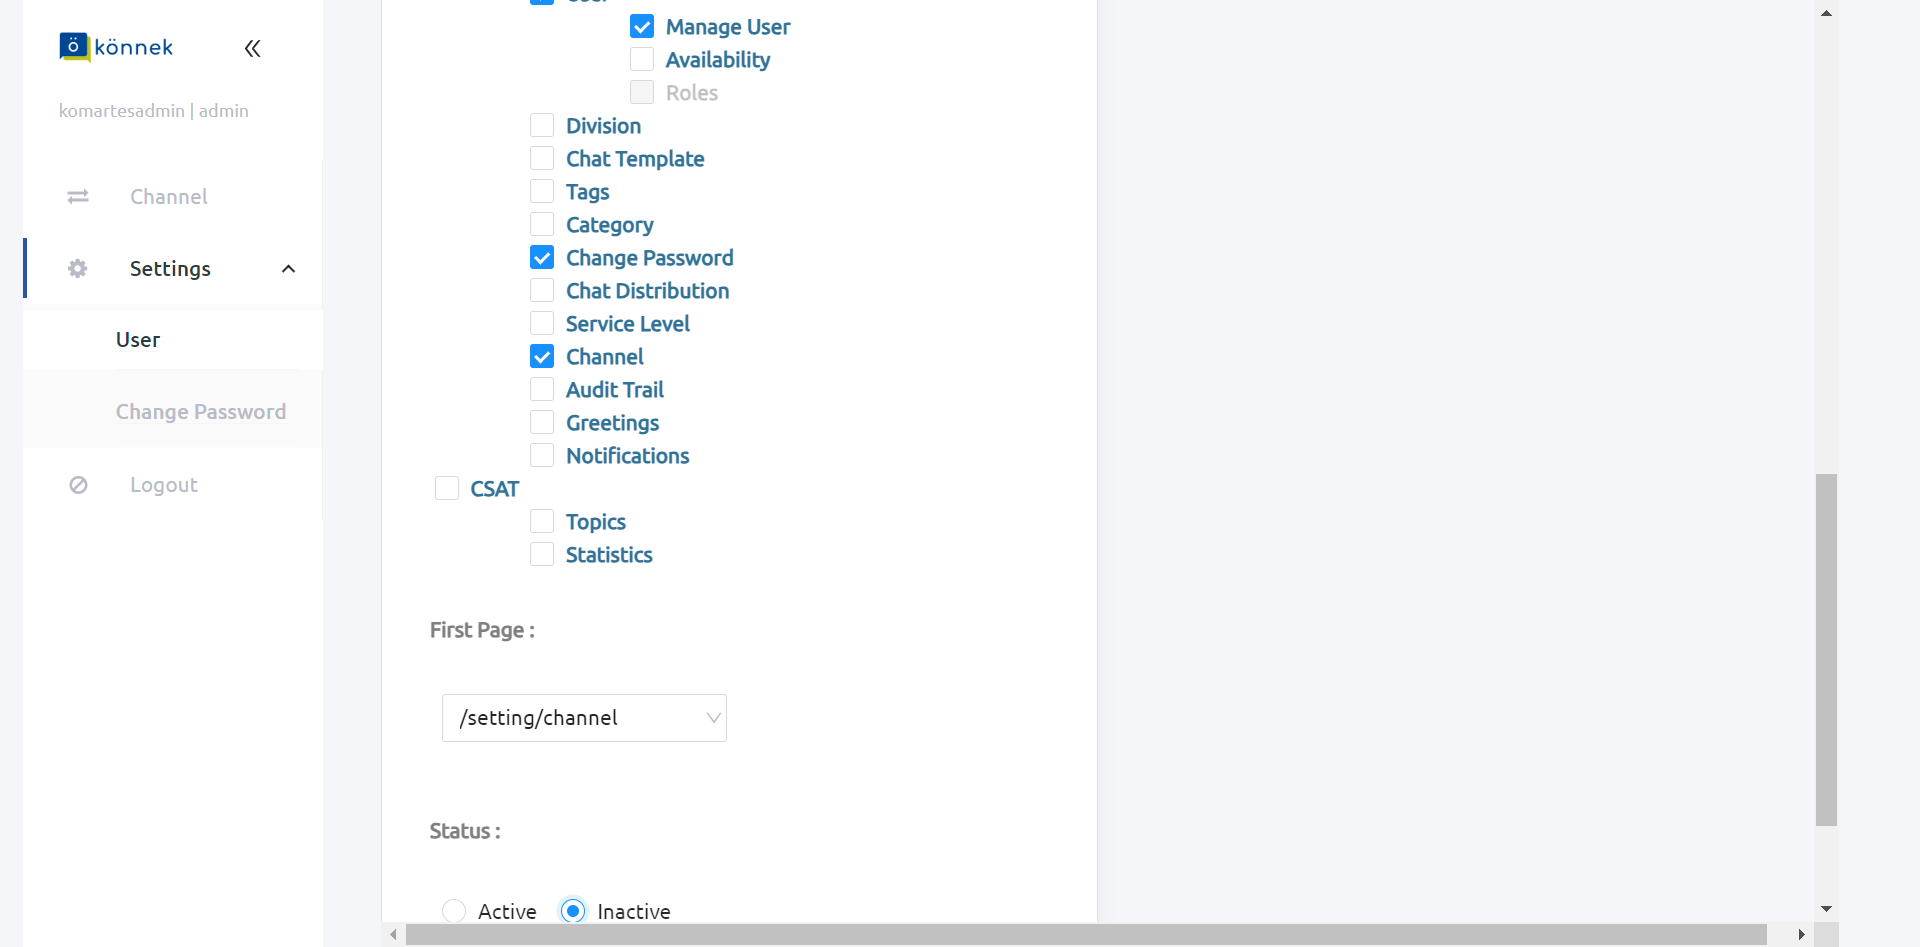 ö könnek
komartesadmin | admin
Channel
Settings
User
Change Password
Logout
Manage User
Availability
Roles
Division
Chat Template
Tags
Category
Change Password
Chat Distribution
Service Level
Channel
Audit Trail
Greetings
Notifications
CSAT
Topics
Statistics
First Page :
/setting/channel
Status :
Active Inactive